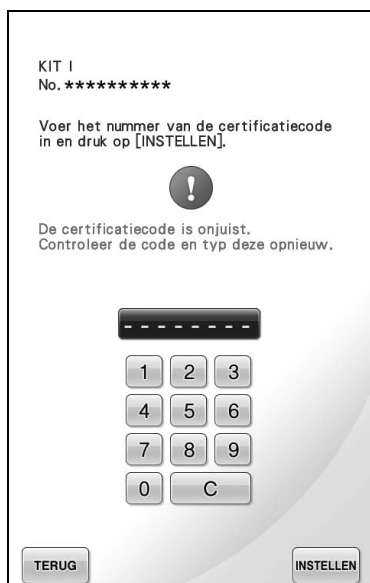 KIT I
No. **********
Voer het nummer van de certificatiecode
in en druk op [INSTELLEN].
!
De certificatiecode is onjuist.
Controleer de code en typ deze opnieuw.
- - - - - - - -
1 2 3
4 5 6
7 8 9
0 C
TERUG INSTELLEN